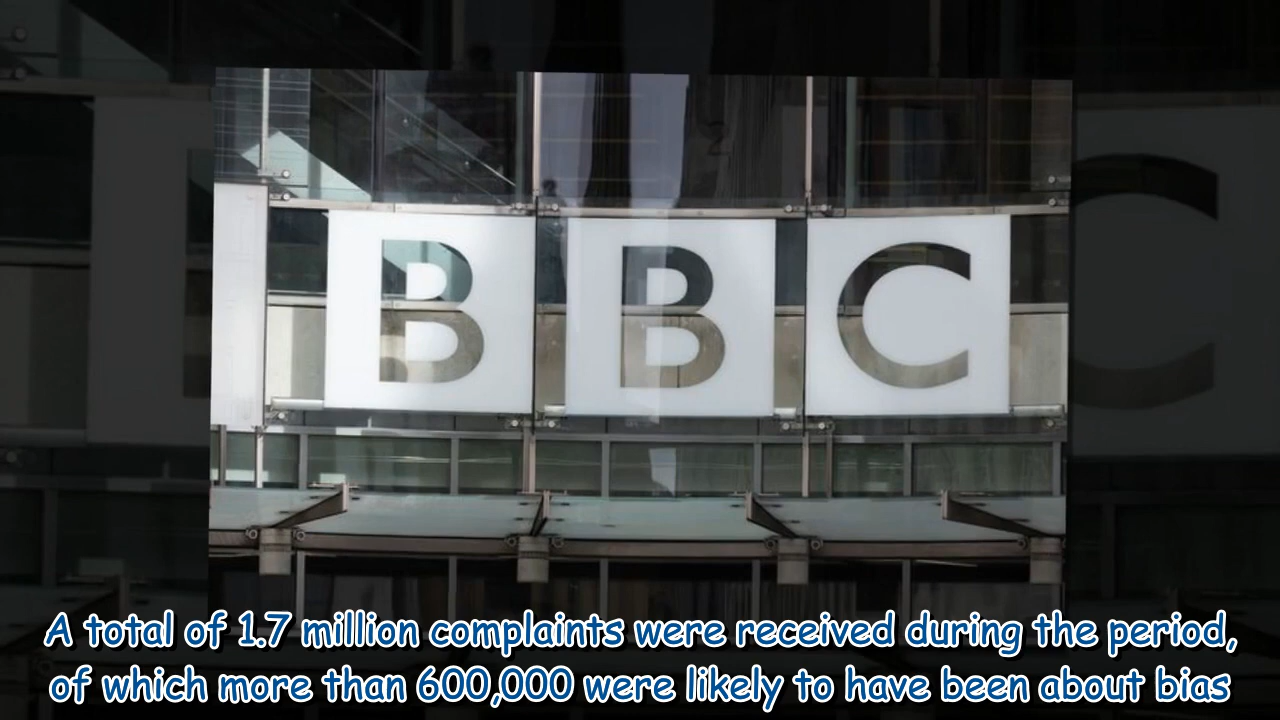 BBC
A total of 1.7 million complaints were received during the period,
of which more than 600,000 were likely to have been about bias